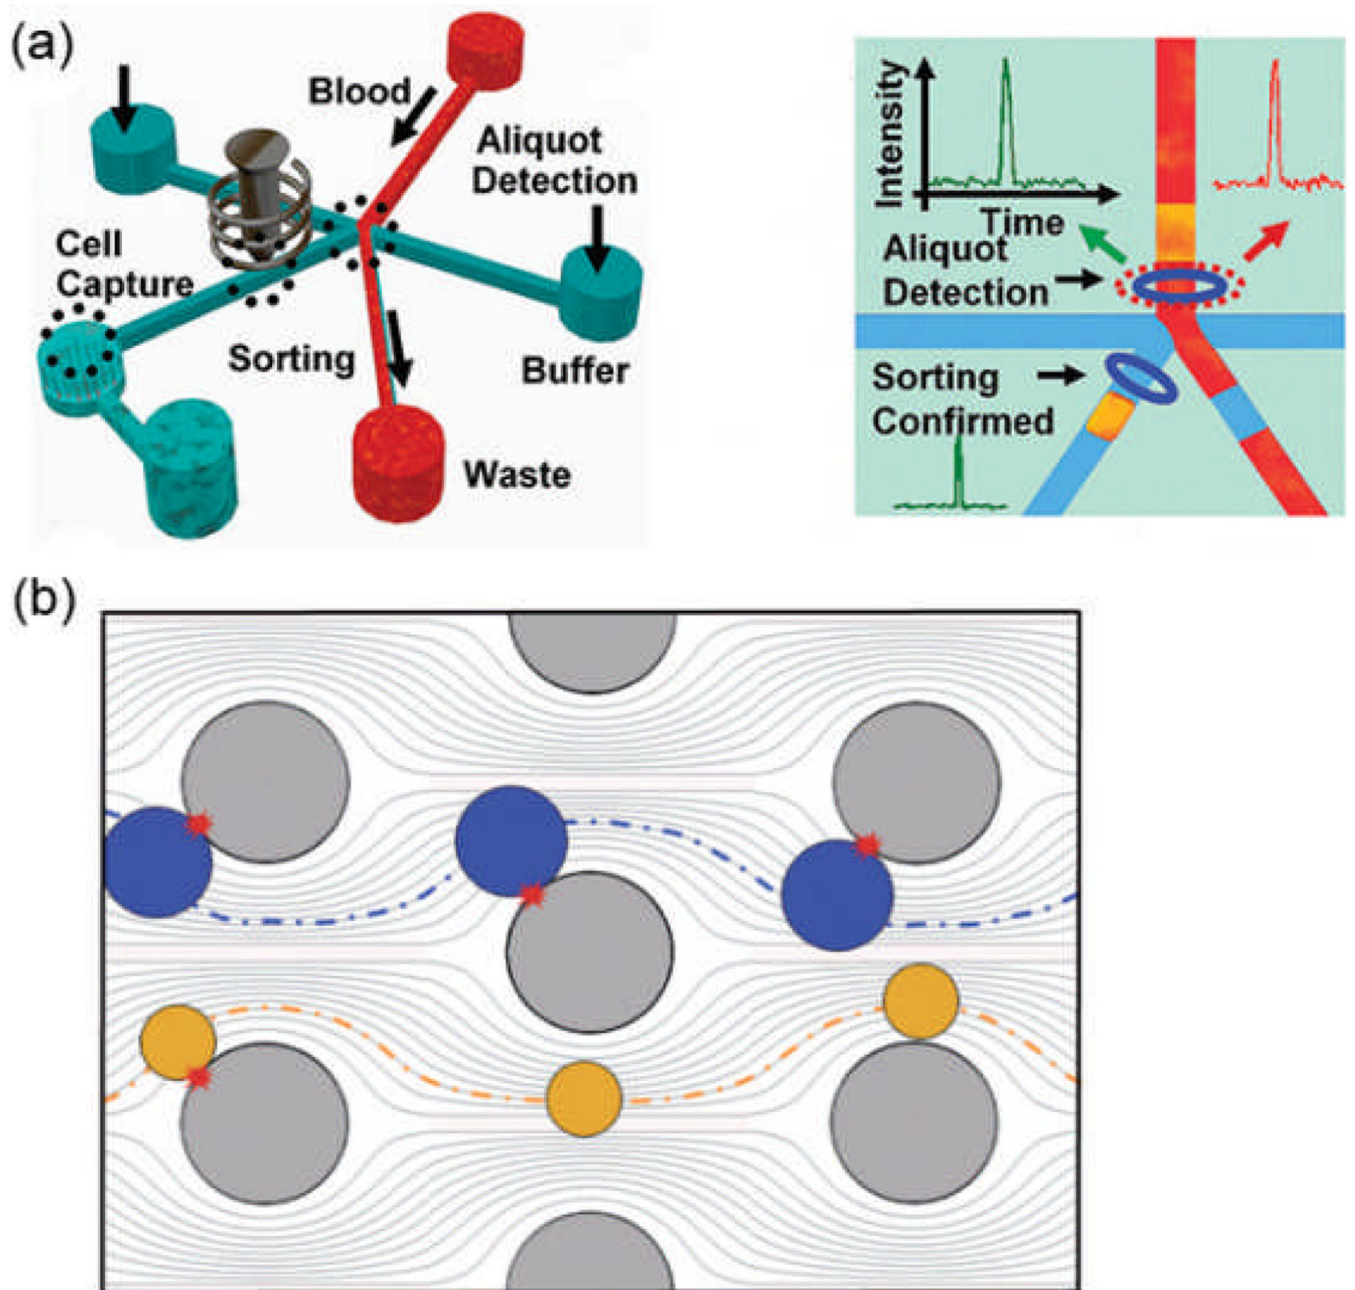 (a)
Blood
Aliquot
Detection
Cell
Capture
Sorting
Buffer
Waste
Intensity
Time
Aliquot
Detection
Sorting
Confirmed
(b)